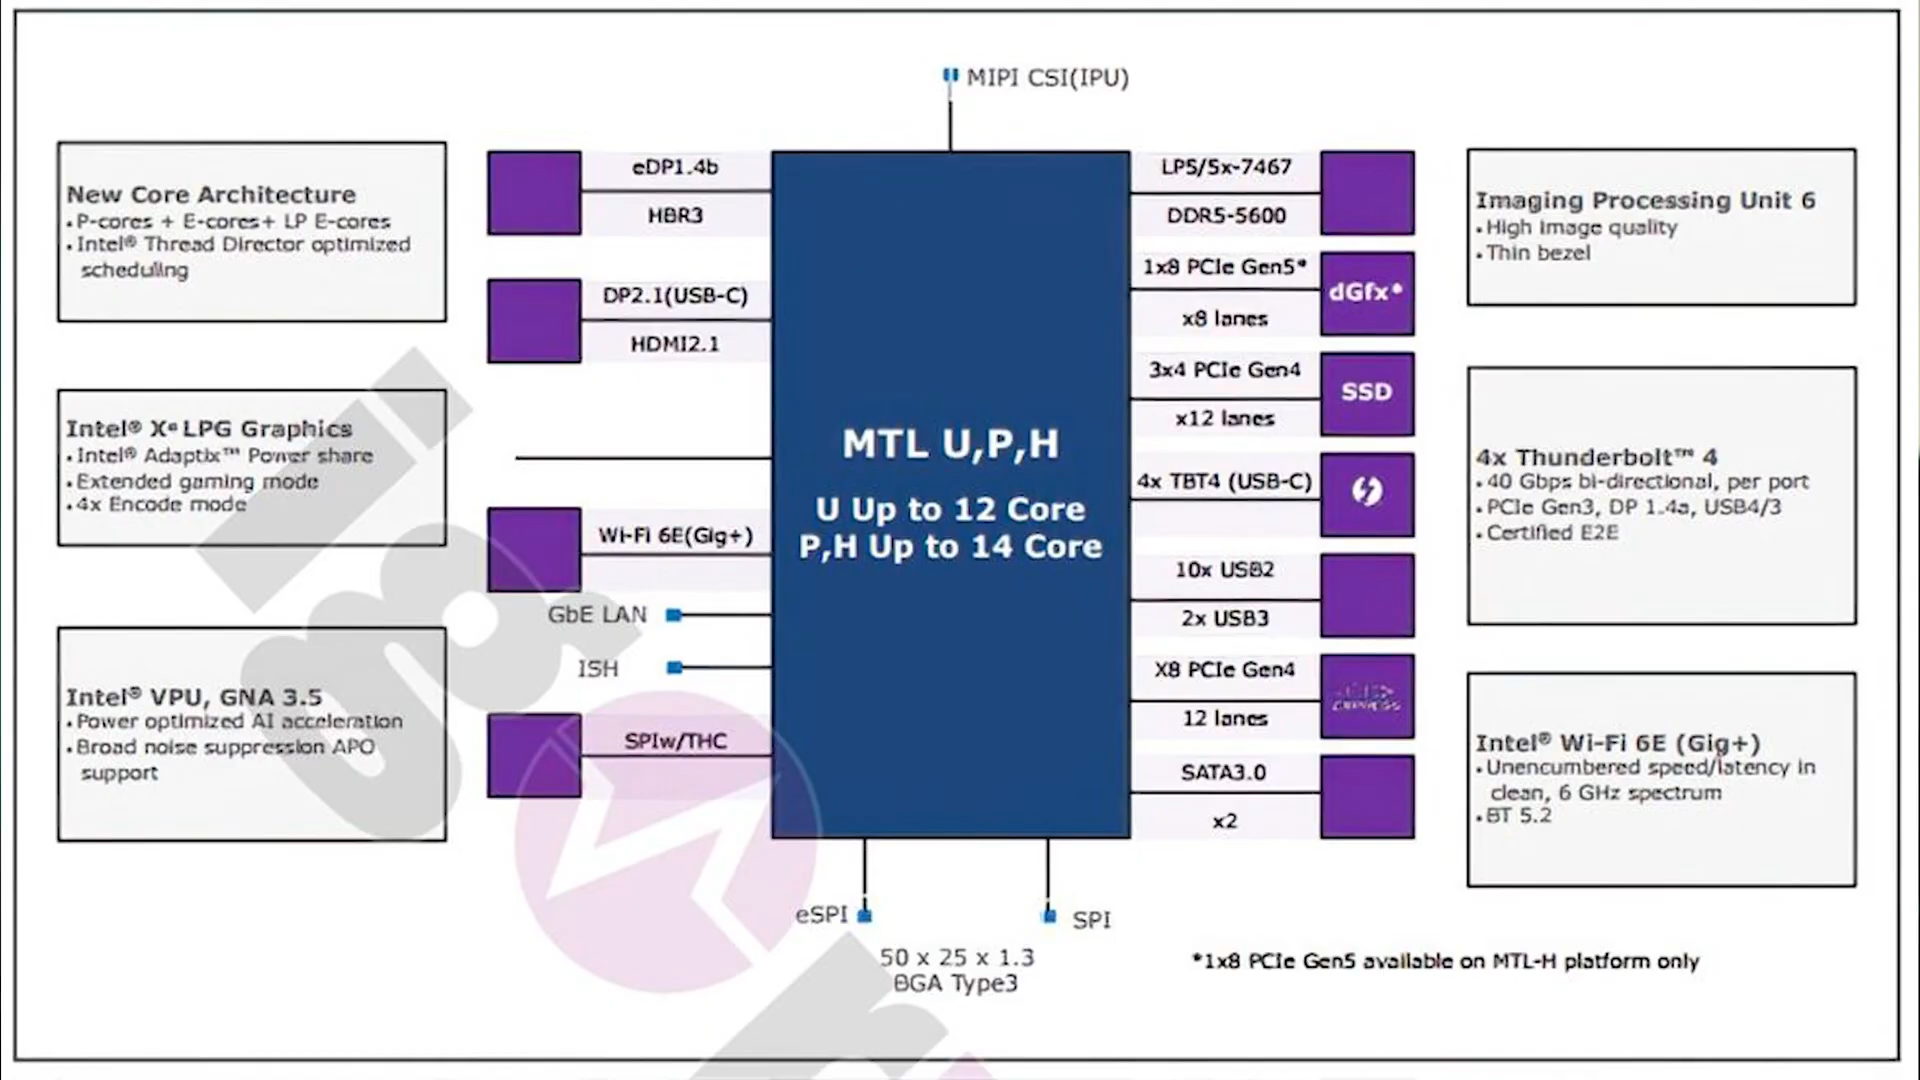 MIPI CSI(IPU)
New Core Architecture
• P-cores + E-cores+ LP E-cores
• Intel® Thread Director optimized
scheduling
Intel® Xe LPG Graphics
• Intel® Adaptix™ Power share
• Extended gaming mode
• 4x Encode mode
Intel® VPU, GNA 3.5
• Power optimized AI acceleration
• Broad noise suppression APO
support
eDP1.4b
HBR3
DP2.1(USB-C)
HDMI2.1
Wi-Fi 6E(Gig+)
GbE LAN
ISH
SPIw/THC
MTL U,P,H
U Up to 12 Core
P,H Up to 14 Core
eSPI
SPI
50 x 25 x 1.3
BGA Type3
LP5/5x-7467
DDR5-5600
1x8 PCIe Gen5*
x8 lanes
dGfx*
3x4 PCIe Gen4
x12 lanes
SSD
4x TBT4 (USB-C)
10x USB2
2x USB3
X8 PCIe Gen4
12 lanes
SATA3.0
x2
Imaging Processing Unit 6
• High image quality
• Thin bezel
4x Thunderbolt™ 4
• 40 Gbps bi-directional, per port
• PCIe Gen3, DP 1.4a, USB4/3
• Certified E2E
Intel® Wi-Fi 6E (Gig+)
• Unencumbered speed/latency in
clean, 6 GHz spectrum
• BT 5.2
*1x8 PCIe Gen5 available on MTL-H platform only